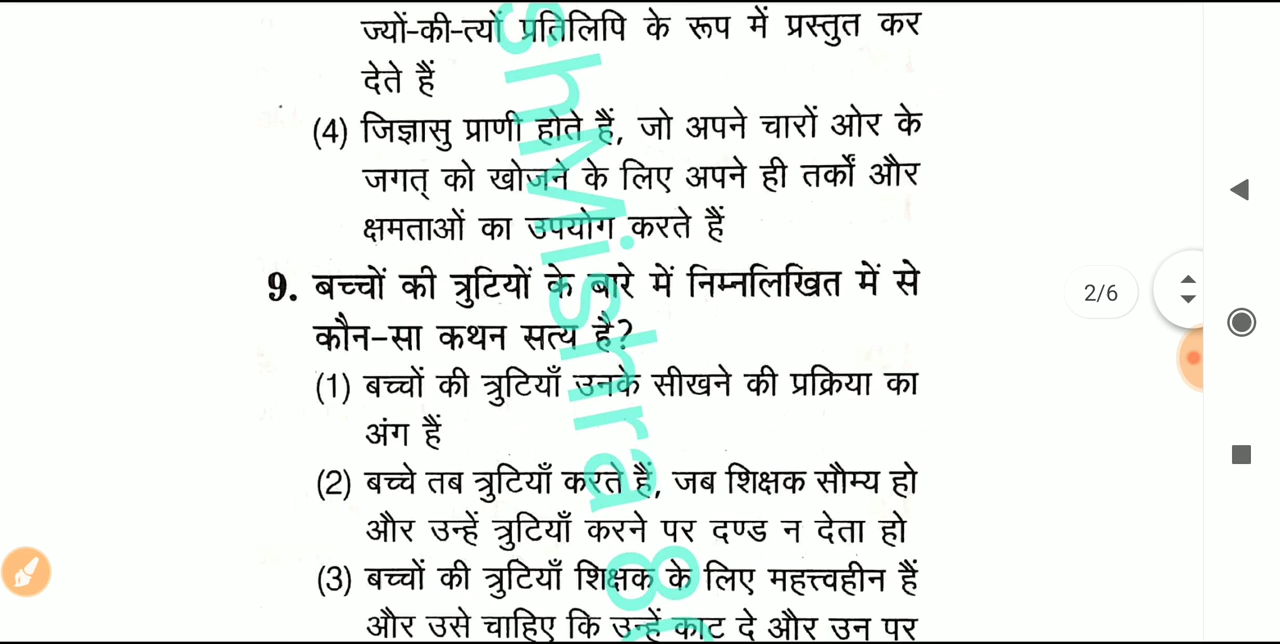 ज्यों-की-त्यों प्रतिलिपि के रूप में प्रस्तुत कर
देते हैं
(4) जिज्ञासु प्राणी होते हैं, जो अपने चारों ओर के
जगत् को खोजने के लिए अपने ही तर्कों और
क्षमताओं का उपयोग करते हैं
9. बच्चों की त्रुटियों के बारे में निम्नलिखित में से
कौन-सा कथन सत्य है?
(1) बच्चों की त्रुटियाँ उनके सीखने की प्रक्रिया का
अंग हैं
(2) बच्चे तब त्रुटियाँ करते हैं, जब शिक्षक सौम्य हो
और उन्हें त्रुटियाँ करने पर दण्ड न देता हो
(3) बच्चों की त्रुटियाँ शिक्षक के लिए महत्त्वहीन हैं
और उसे चाहिए कि उन्हें काट दे और उन पर
shMishra 8
2/6